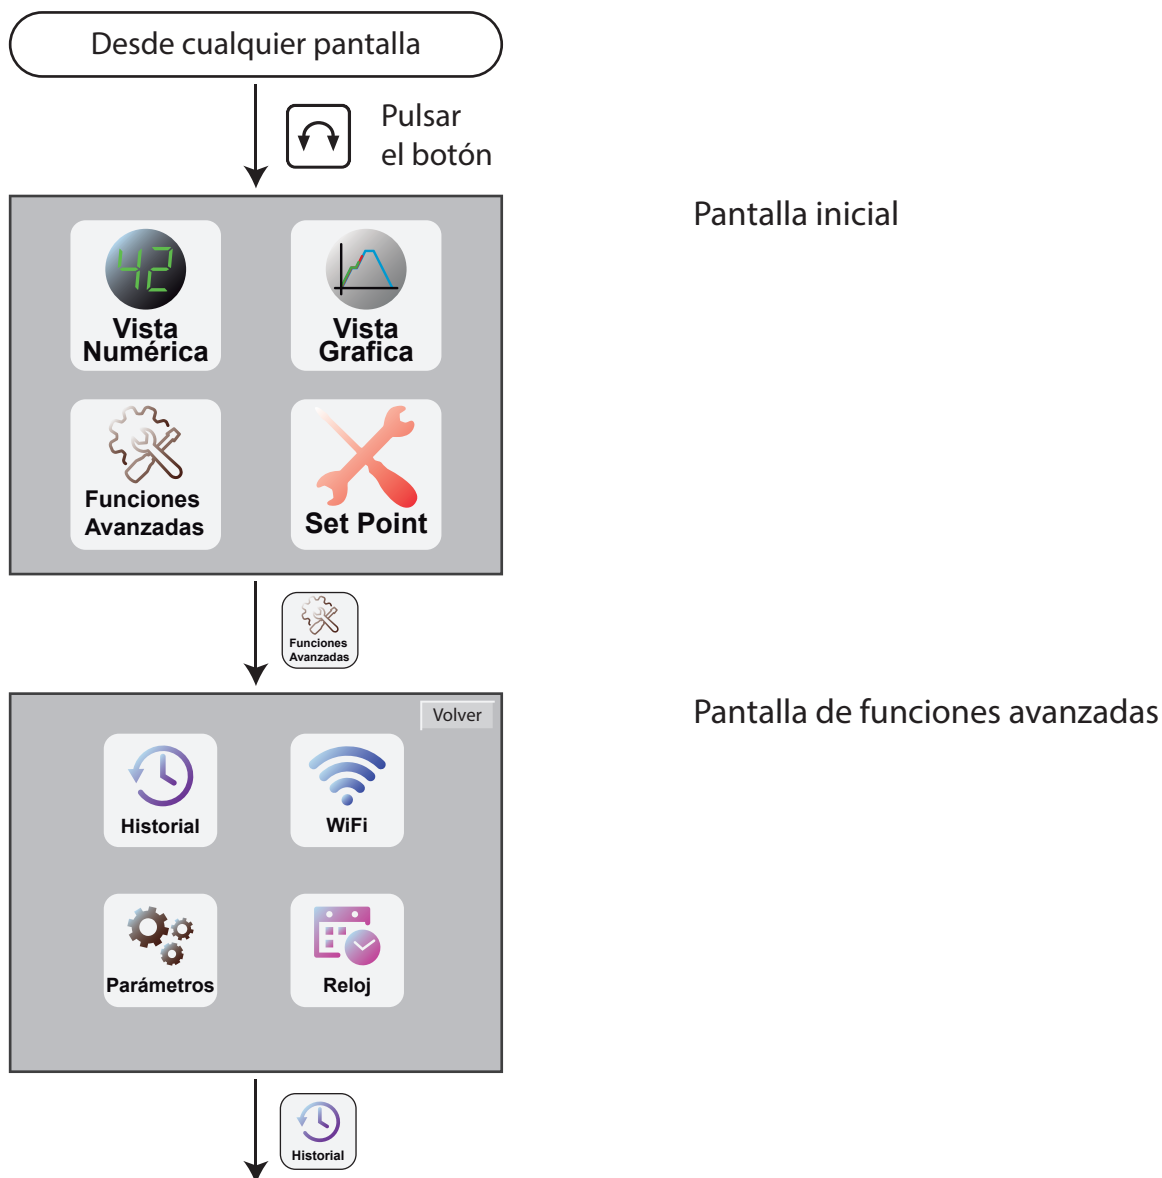 Desde cualquier pantalla
Pulsar
el botón
Pantalla inicial
42
Vista
Numérica
Vista
Grafica
Funciones
Avanzadas
Set Point
Funciones
Avanzadas
Pantalla de funciones avanzadas
Volver
Historial
WiFi
Parámetros
Reloj
Historial